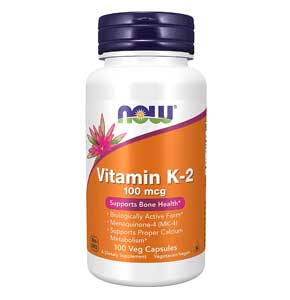 NOW
Vitamin K-2
100 mcg
Supports Bone Health*
• Biologically Active Form*
• Menaquinone-4 (MK-4)
• Supports Proper Calcium
Metabolism*
100 Veg Capsules
A Dietary Supplement Vegetarian/Vegan